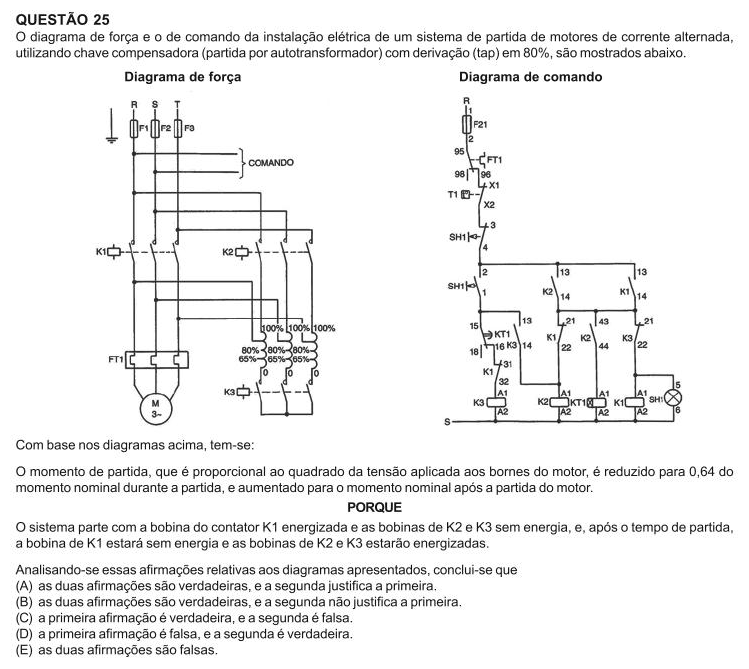 QUESTÃO 25
O diagrama de força e o de comando da instalação elétrica de um sistema de partida de motores de corrente alternada,
utilizando chave compensadora (partida por autotransformador) com derivação (tap) em 80%, são mostrados abaixo.
Diagrama de força
Diagrama de comando
R S T
F1 F2 F3
COMANDO
K1 K2
100% 100% 100%
80% 80% 80%
65% 65% 65%
0 0 0
FT1
K3
M
3~
R
1
F21
2
95
FT1
98 96
X1
T1
X2
3
SH1
4
2 13 13
SH1 K2 K1
1 14 14
15 13 21 43 21
KT1 K1 K2 K3
18 16 K3 14 22 44 22
31
K1
32
A1 A1 A1 A1 5
K3 K2 KT1 K1 SH1
A2 A2 A2 A2 6
S
Com base nos diagramas acima, tem-se:
O momento de partida, que é proporcional ao quadrado da tensão aplicada aos bornes do motor, é reduzido para 0,64 do
momento nominal durante a partida, e aumentado para o momento nominal após a partida do motor.
PORQUE
O sistema parte com a bobina do contator K1 energizada e as bobinas de K2 e K3 sem energia, e, após o tempo de partida,
a bobina de K1 estará sem energia e as bobinas de K2 e K3 estarão energizadas.
Analisando-se essas afirmações relativas aos diagramas apresentados, conclui-se que
(A) as duas afirmações são verdadeiras, e a segunda justifica a primeira.
(B) as duas afirmações são verdadeiras, e a segunda não justifica a primeira.
(C) a primeira afirmação é verdadeira, e a segunda é falsa.
(D) a primeira afirmação é falsa, e a segunda é verdadeira.
(E) as duas afirmações são falsas.